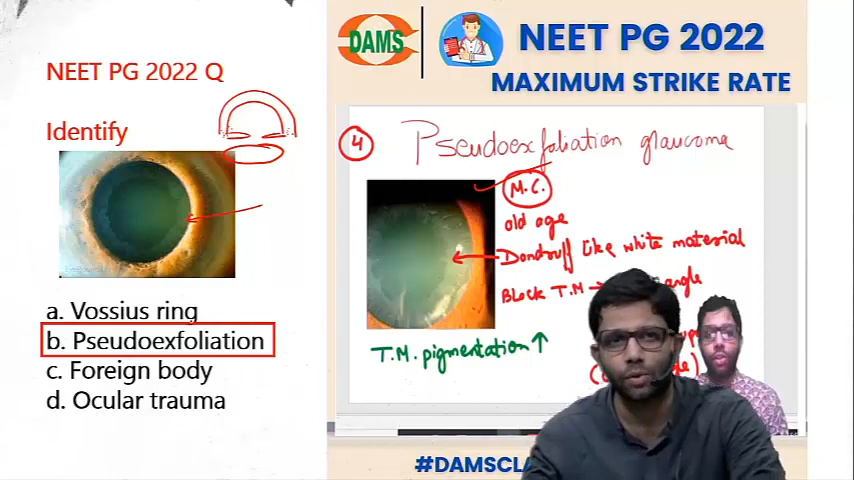 NEET PG 2022 Q
Identify
a. Vossius ring
b. Pseudoexfoliation
c. Foreign body
d. Ocular trauma
DAMS
NEET PG 2022
MAXIMUM STRIKE RATE
4
Pseudoexfoliation glaucoma
M.C.
old age
Dandruff like white material
Block T.M → angle
T.M. pigmentation ↑
#DAMSCLA